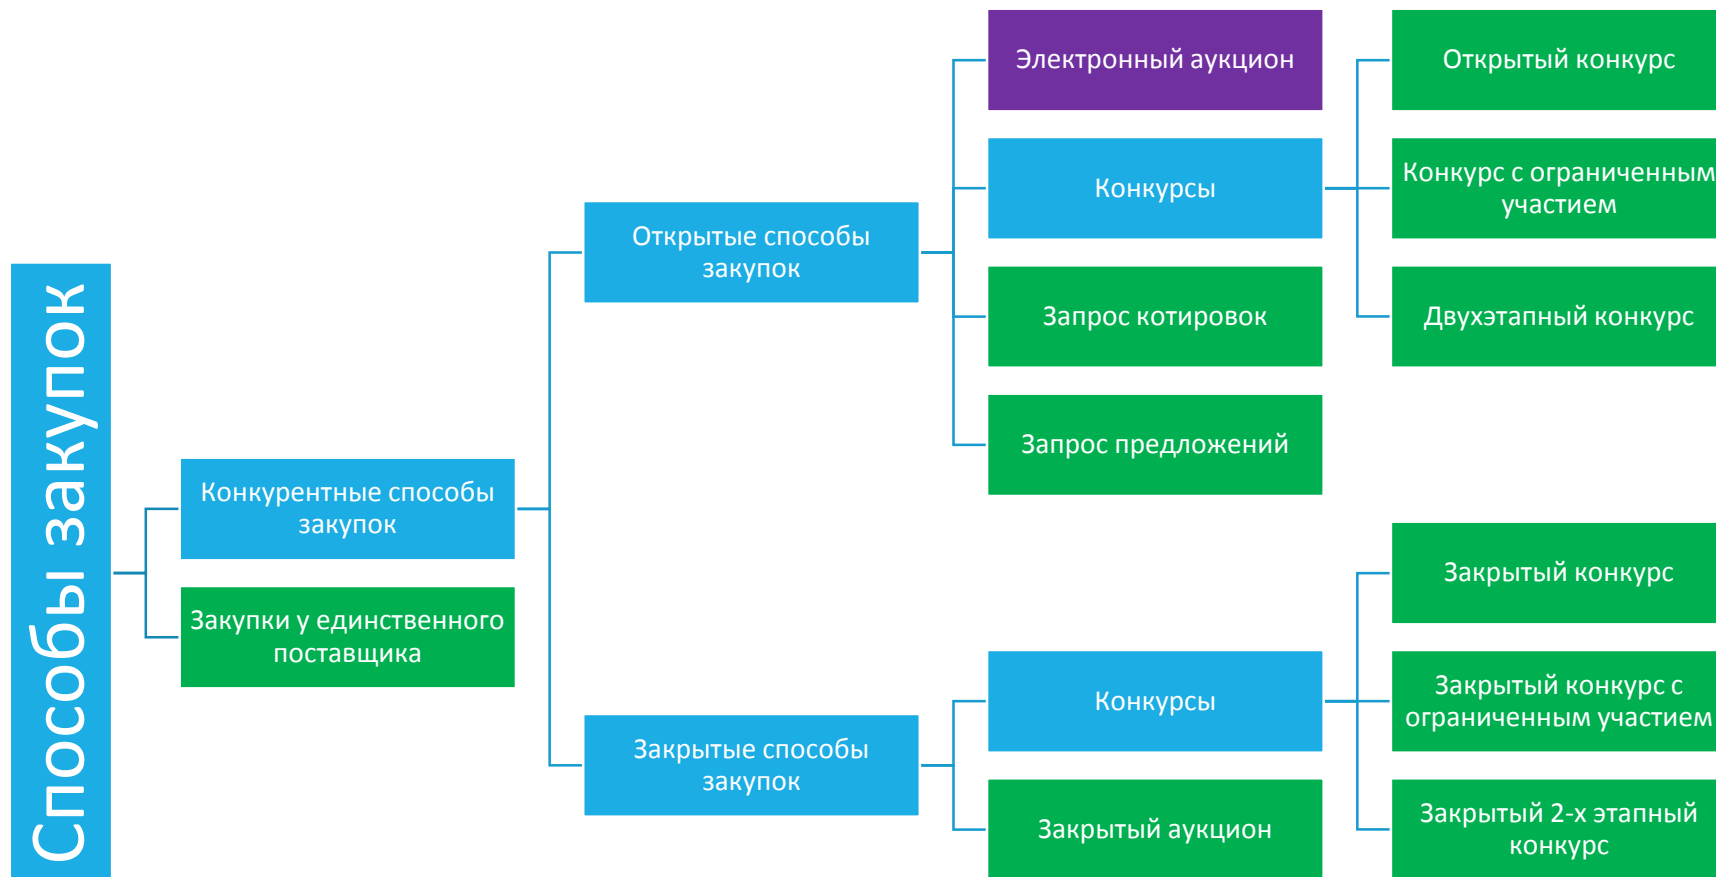 Способы закупок
Конкурентные способы
закупок
Закупки у единственного
поставщика
Открытые способы
закупок
Закрытые способы
закупок
Электронный аукцион
Конкурсы
Запрос котировок
Запрос предложений
Конкурсы
Закрытый аукцион
Открытый конкурс
Конкурс с ограниченным
участием
Двухэтапный конкурс
Закрытый конкурс
Закрытый конкурс с
ограниченным участием
Закрытый 2-х этапный
конкурс